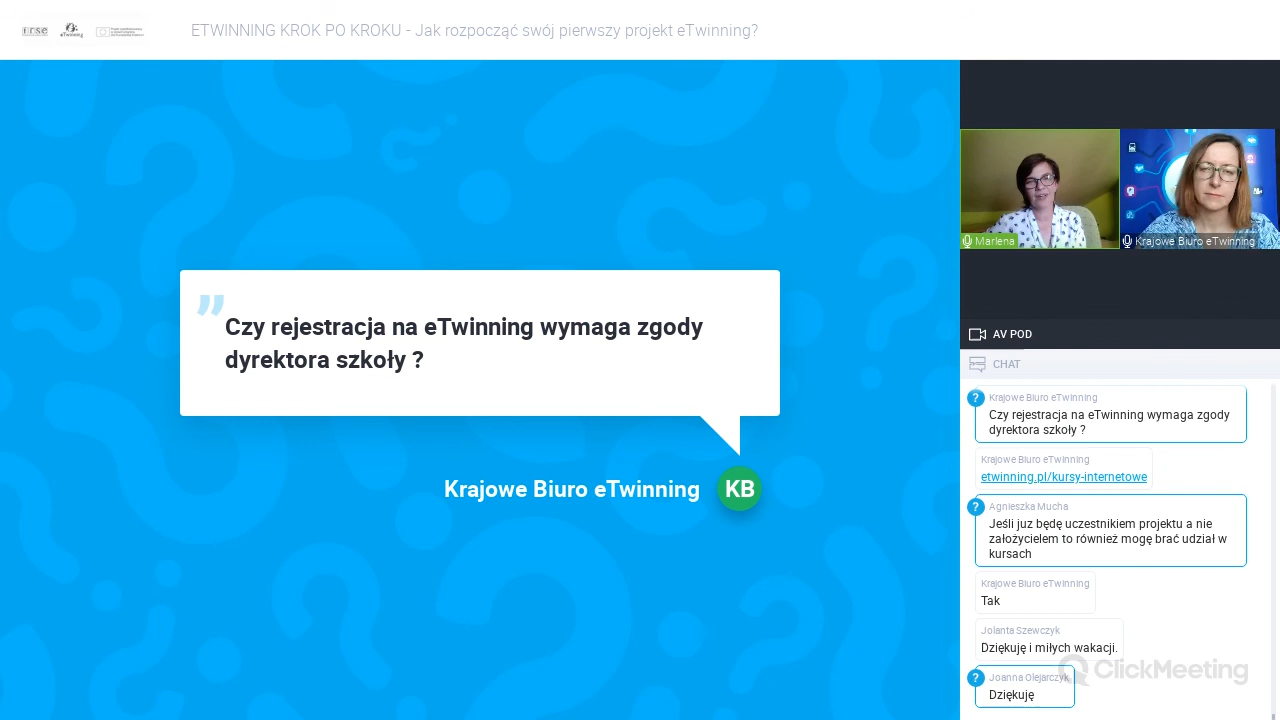 frse
eTwinning
ETWINNING KROK PO KROKU - Jak rozpocząć swój pierwszy projekt eTwinning?
Czy rejestracja na eTwinning wymaga zgody
dyrektora szkoły ?
Krajowe Biuro eTwinning
KB
Marlena
Krajowe Biuro eTwinning
AV POD
CHAT
? Krajowe Biuro eTwinning
Czy rejestracja na eTwinning wymaga zgody
dyrektora szkoły ?
Krajowe Biuro eTwinning
etwinning.pl/kursy-internetowe
? Agnieszka Mucha
Jeśli juz będę uczestnikiem projektu a nie
założycielem to również mogę brać udział w
kursach
Krajowe Biuro eTwinning
Tak
Jolanta Szewczyk
Dziękuję i miłych wakacji.
? Joanna Olejarczyk
Dziękuję
ClickMeeting